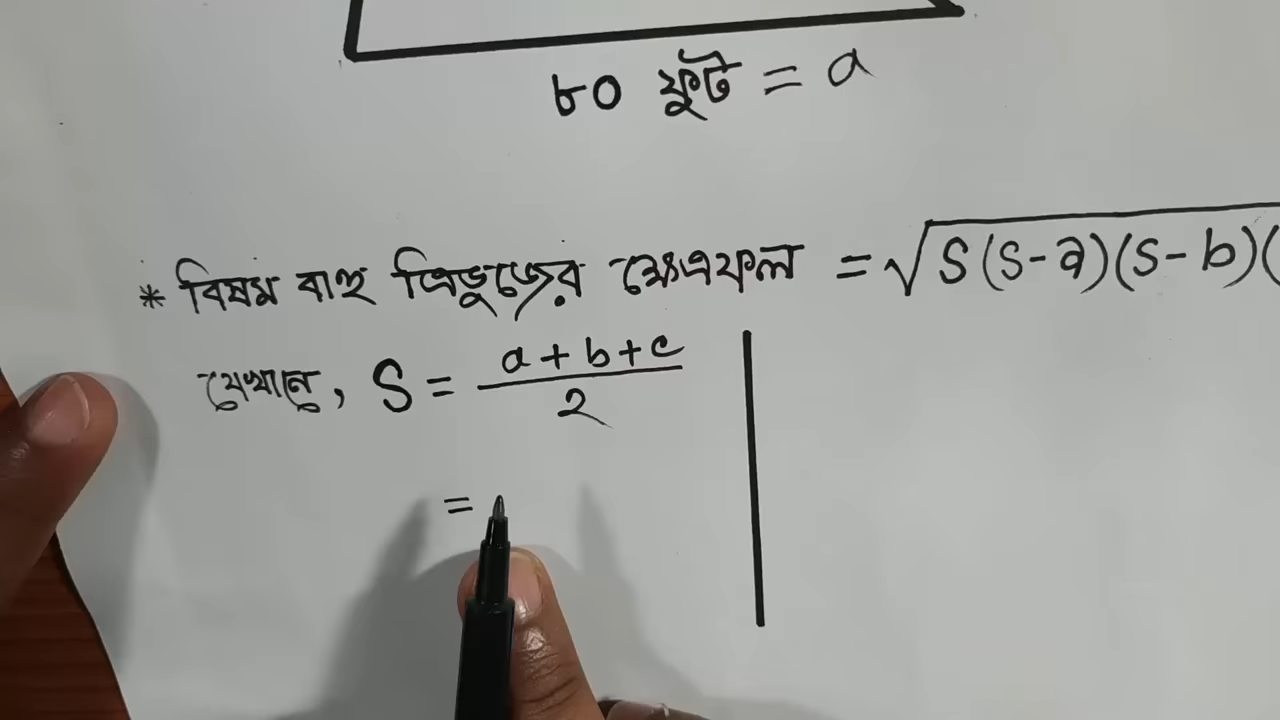 ৮০ ফুট = a
* বিষম বাহু ত্রিভুজের ক্ষেত্রফল = √S(S-a)(S-b)(
যেখানে, S = a+b+c
2
=